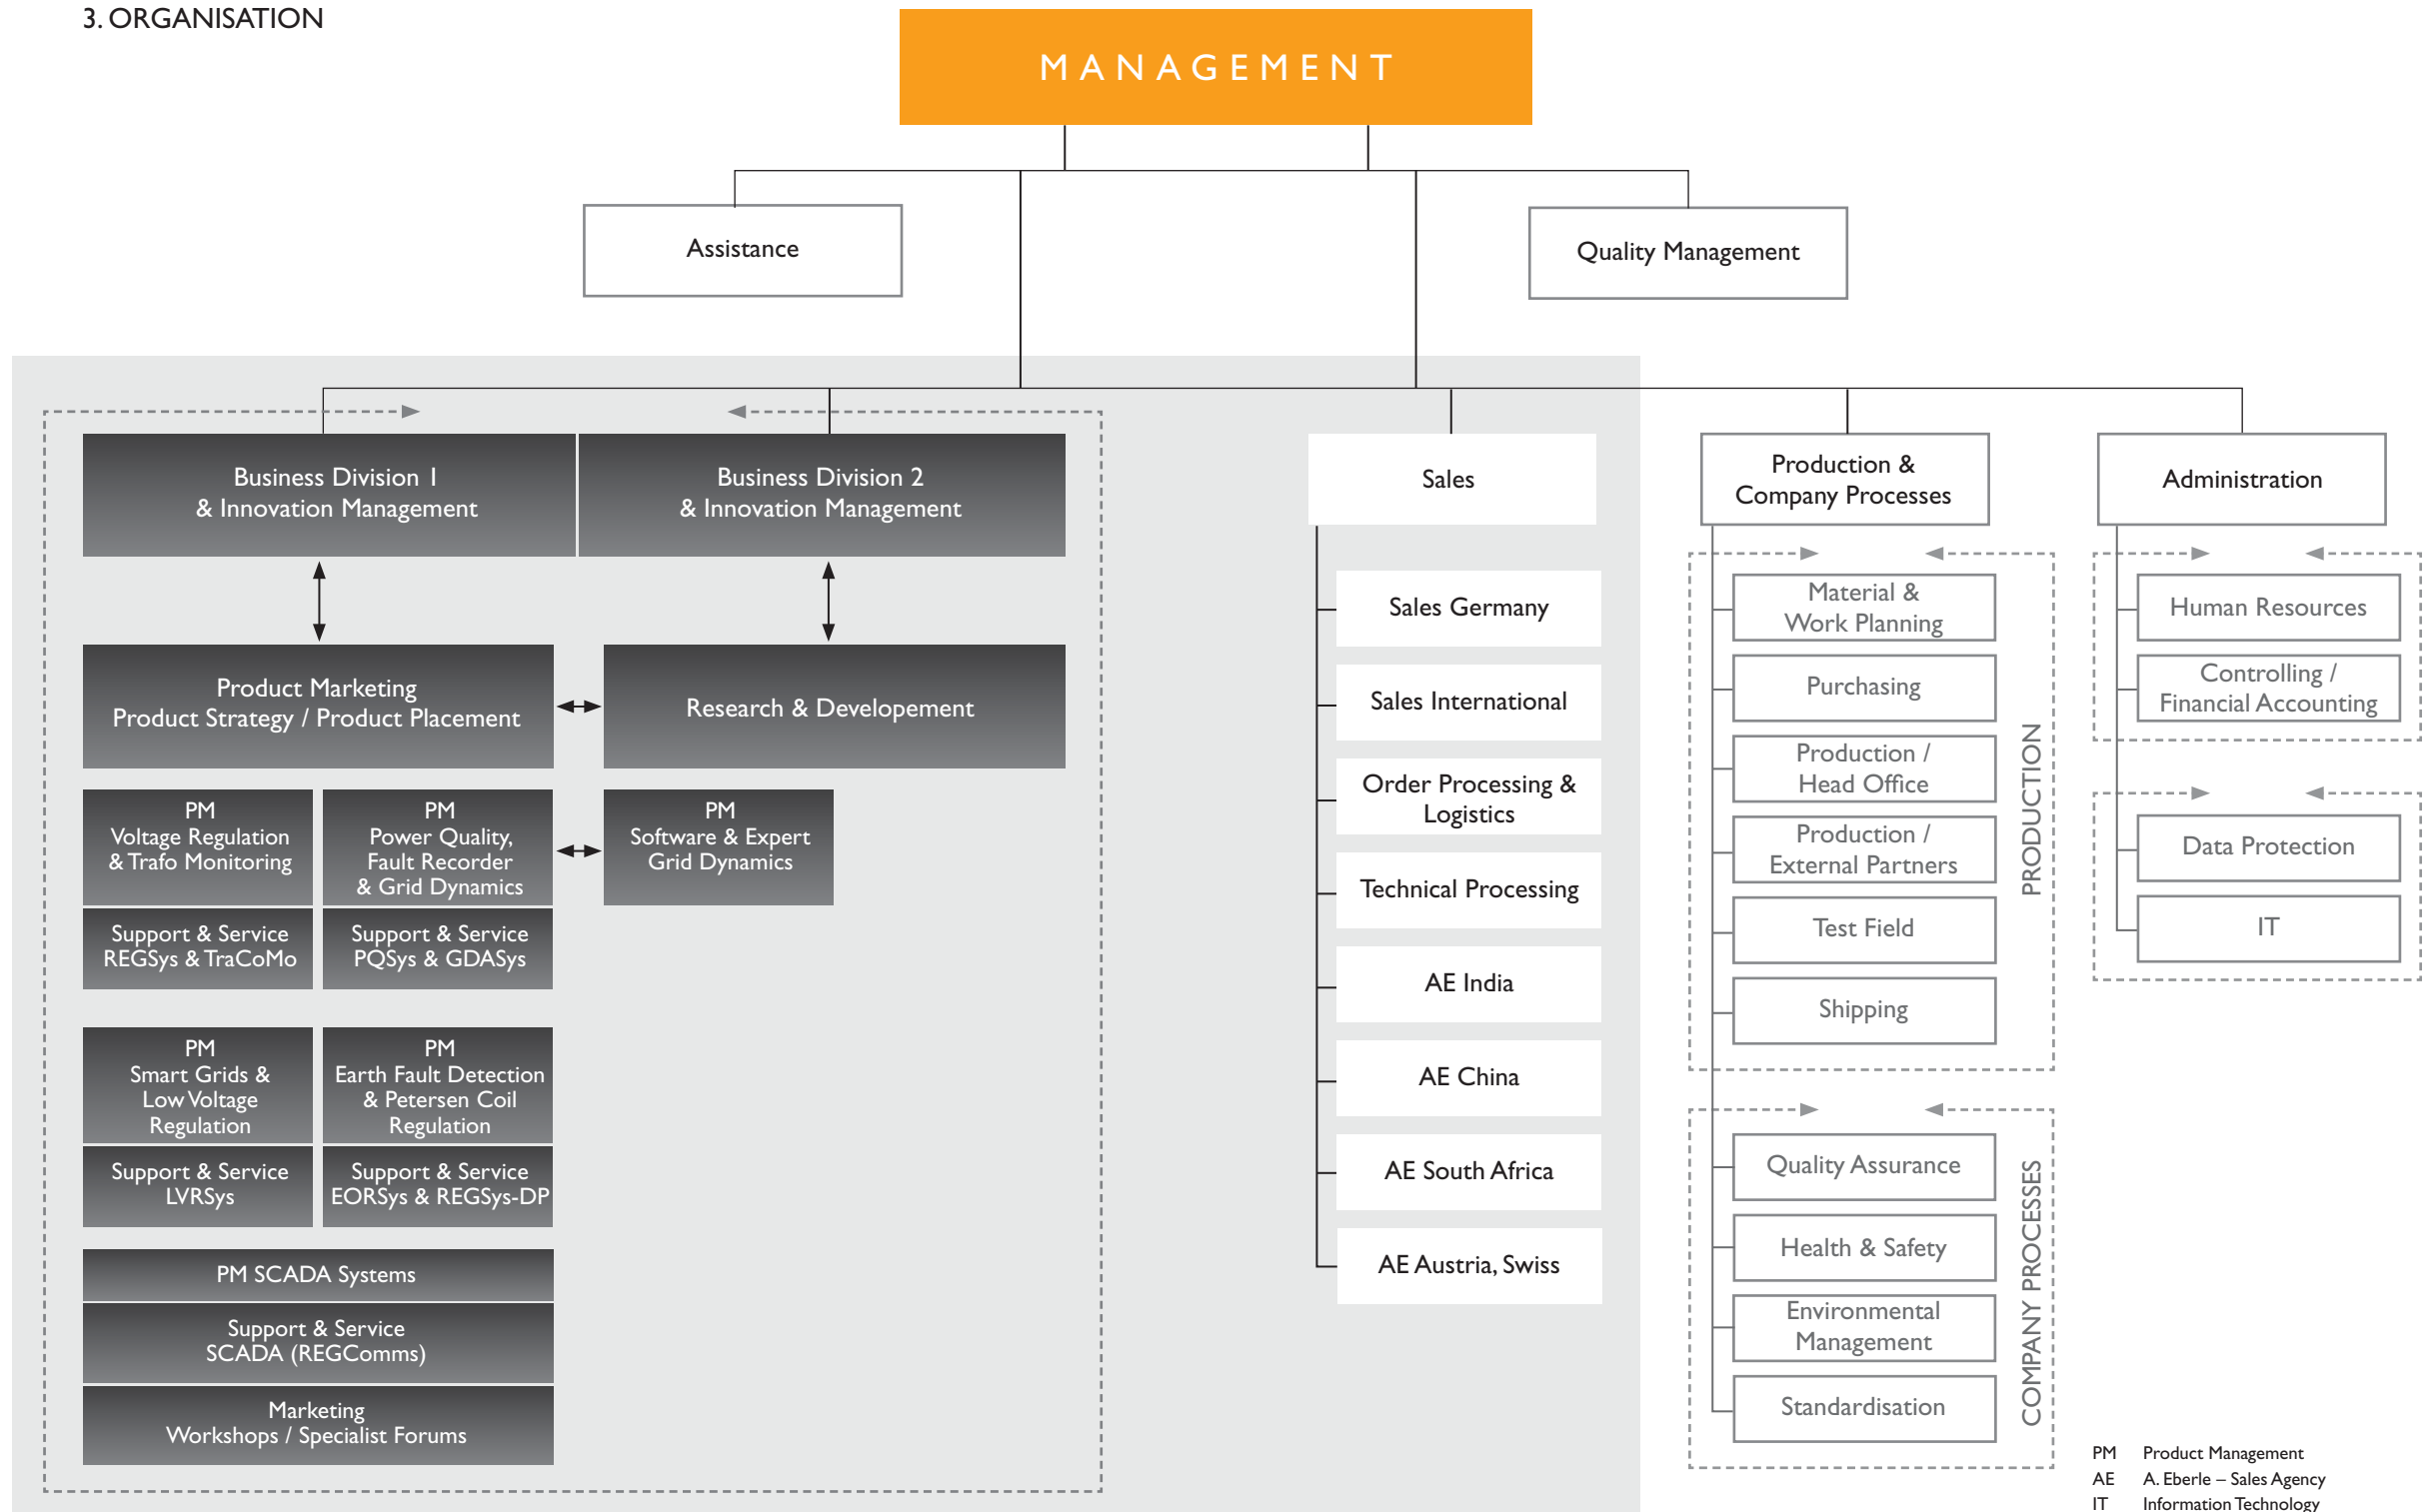 3. ORGANISATION
MANAGEMENT
Assistance
Quality Management
Business Division 1
& Innovation Management
Business Division 2
& Innovation Management
Product Marketing
Product Strategy / Product Placement
Research & Developement
PM
Voltage Regulation
& Trafo Monitoring
PM
Power Quality,
Fault Recorder
& Grid Dynamics
PM
Software & Expert
Grid Dynamics
Support & Service
REGSys & TraCoMo
Support & Service
PQSys & GDASys
PM
Smart Grids &
Low Voltage
Regulation
PM
Earth Fault Detection
& Petersen Coil
Regulation
Support & Service
LVRSys
Support & Service
EORSys & REGSys-DP
PM SCADA Systems
Support & Service
SCADA (REGComms)
Marketing
Workshops / Specialist Forums
Sales
Sales Germany
Sales International
Order Processing &
Logistics
Technical Processing
AE India
AE China
AE South Africa
AE Austria, Swiss
Production &
Company Processes
Material &
Work Planning
Purchasing
Production /
Head Office
Production /
External Partners
Test Field
Shipping
PRODUCTION
Quality Assurance
Health & Safety
Environmental
Management
Standardisation
COMPANY PROCESSES
Administration
Human Resources
Controlling /
Financial Accounting
Data Protection
IT
PM Product Management
AE A. Eberle – Sales Agency
IT Information Technology